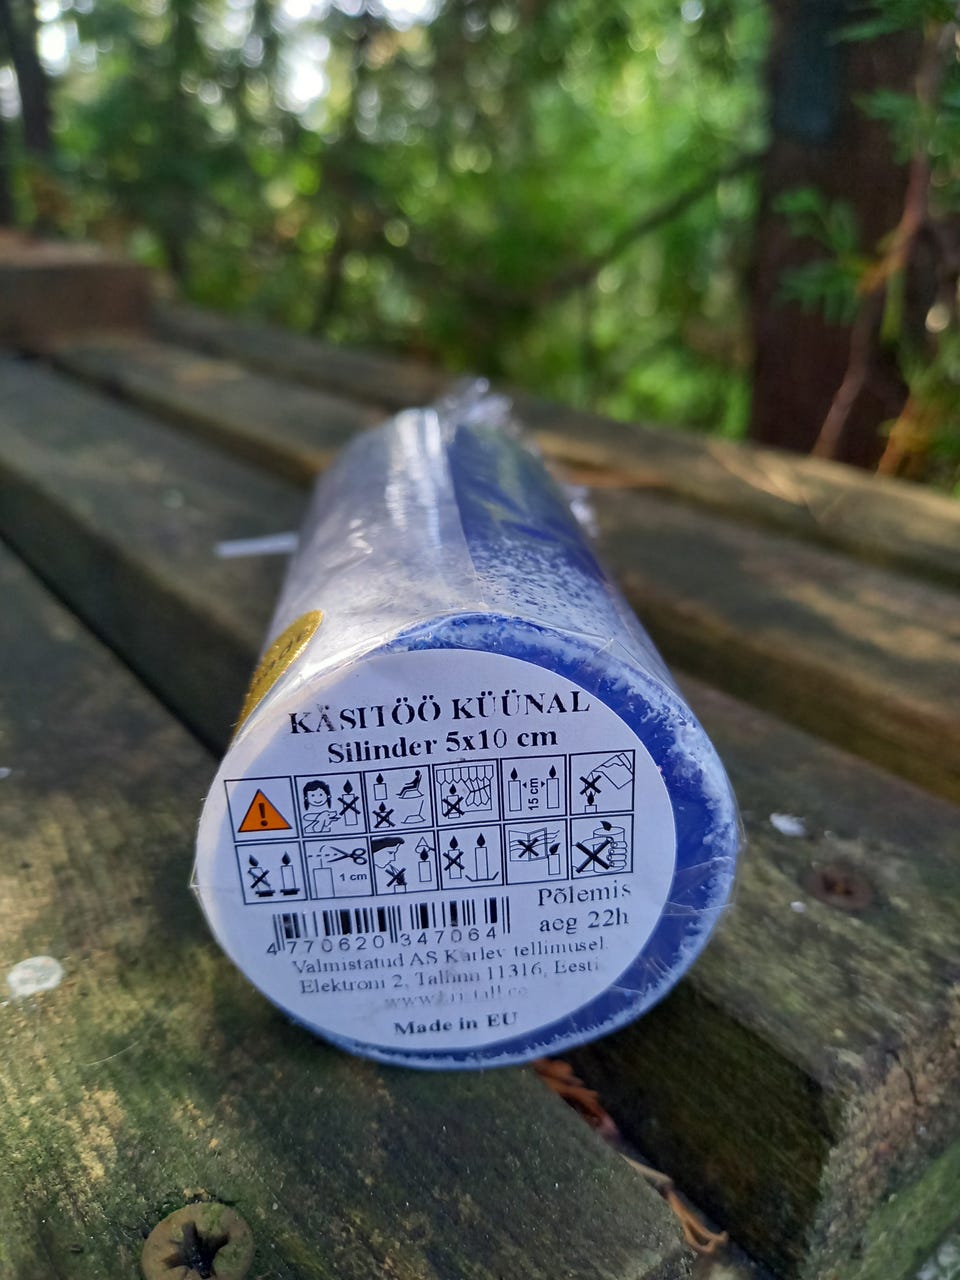 KÄSITÖÖ KÜÜNAL
Silinder 5x10 cm
15 cm
1 cm
Põlemis
aeg 22h
4 770620 347064
Valmistatud AS Karlev tellimusel
Elektroni 2, Tallinn 11316, Eesti
Made in EU